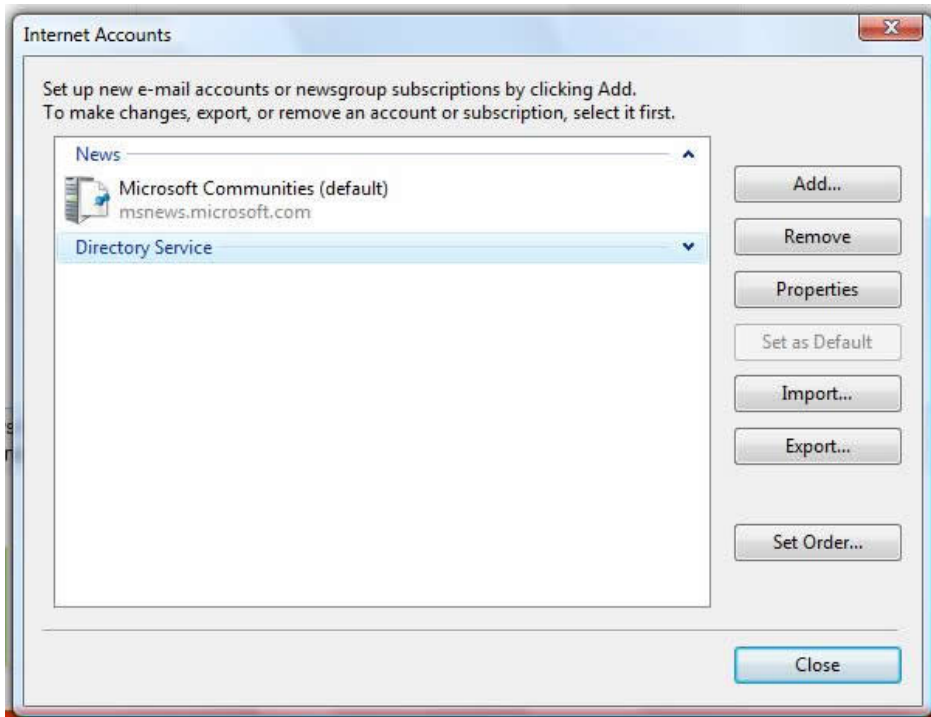 Internet Accounts
Set up new e-mail accounts or newsgroup subscriptions by clicking Add.
To make changes, export, or remove an account or subscription, select it first.
News
Microsoft Communities (default)
msnews.microsoft.com
Directory Service
Add...
Remove
Properties
Set as Default
Import...
Export...
Set Order...
Close